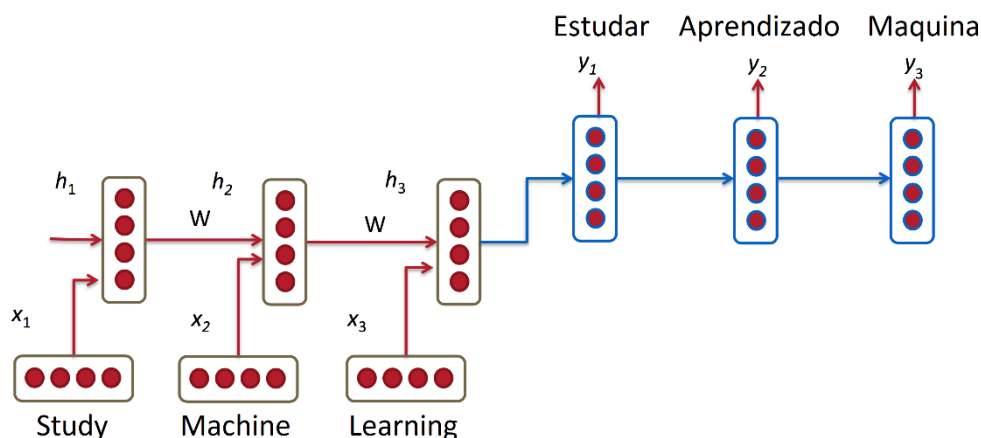 Estudar Aprendizado Maquina
y1 y2 y3
h1 h2 h3
W W
x1 x2 x3
Study Machine Learning